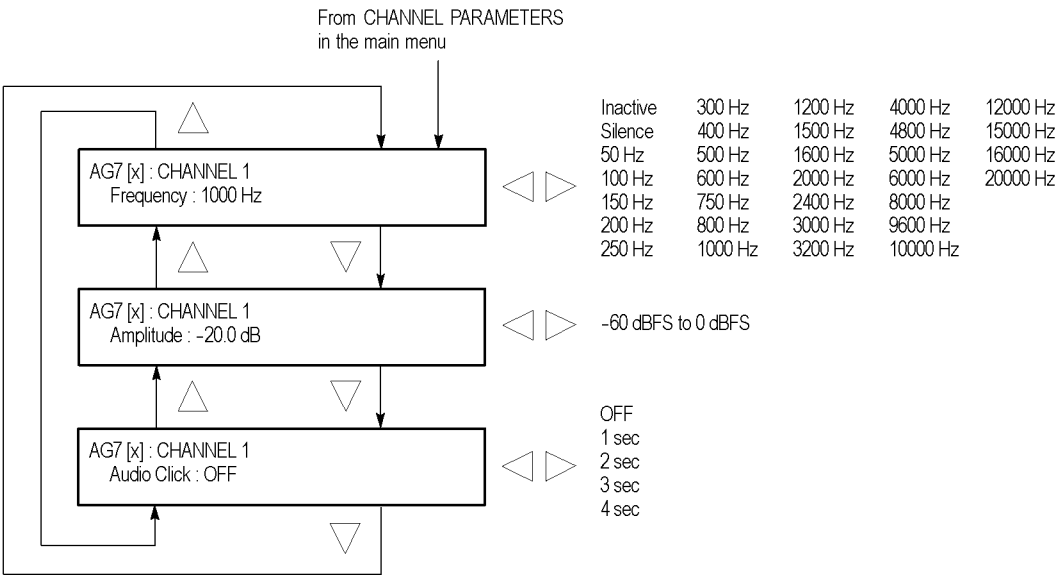 From CHANNEL PARAMETERS
in the main menu
AG7 [x] : CHANNEL 1
Frequency : 1000 Hz
Inactive 300 Hz 1200 Hz 4000 Hz 12000 Hz
Silence 400 Hz 1500 Hz 4800 Hz 15000 Hz
50 Hz 500 Hz 1600 Hz 5000 Hz 16000 Hz
100 Hz 600 Hz 2000 Hz 6000 Hz 20000 Hz
150 Hz 750 Hz 2400 Hz 8000 Hz
200 Hz 800 Hz 3000 Hz 9600 Hz
250 Hz 1000 Hz 3200 Hz 10000 Hz
AG7 [x] : CHANNEL 1
Amplitude : -20.0 dB
-60 dBFS to 0 dBFS
AG7 [x] : CHANNEL 1
Audio Click : OFF
OFF
1 sec
2 sec
3 sec
4 sec